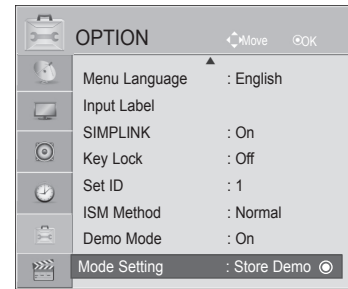 OPTION Move OK
Menu Language : English
Input Label
SIMPLINK : On
Key Lock : Off
Set ID : 1
ISM Method : Normal
Demo Mode : On
Mode Setting : Store Demo